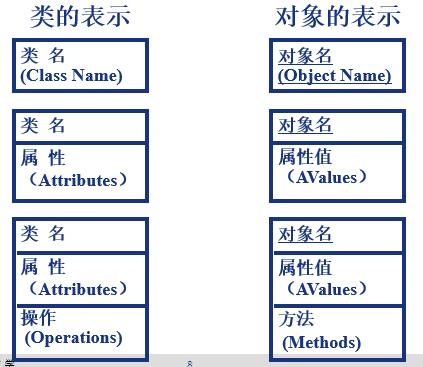 类的表示
对象的表示
类 名
(Class Name)
对象名
(Object Name)
类 名
属 性
（Attributes）
对象名
属性值
（AValues）
类 名
属 性
（Attributes）
操作
(Operations)
对象名
属性值
（AValues）
方法
(Methods)
学
8